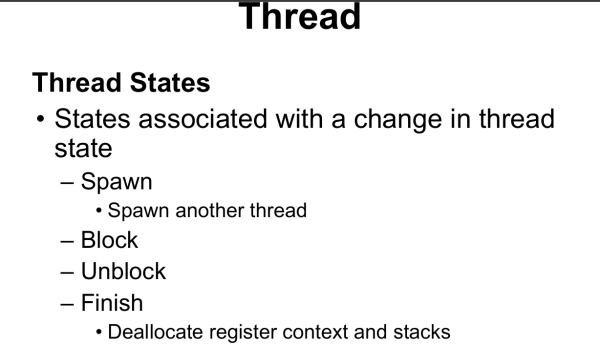 Thread
Thread States
• States associated with a change in thread
state
– Spawn
• Spawn another thread
– Block
– Unblock
– Finish
• Deallocate register context and stacks